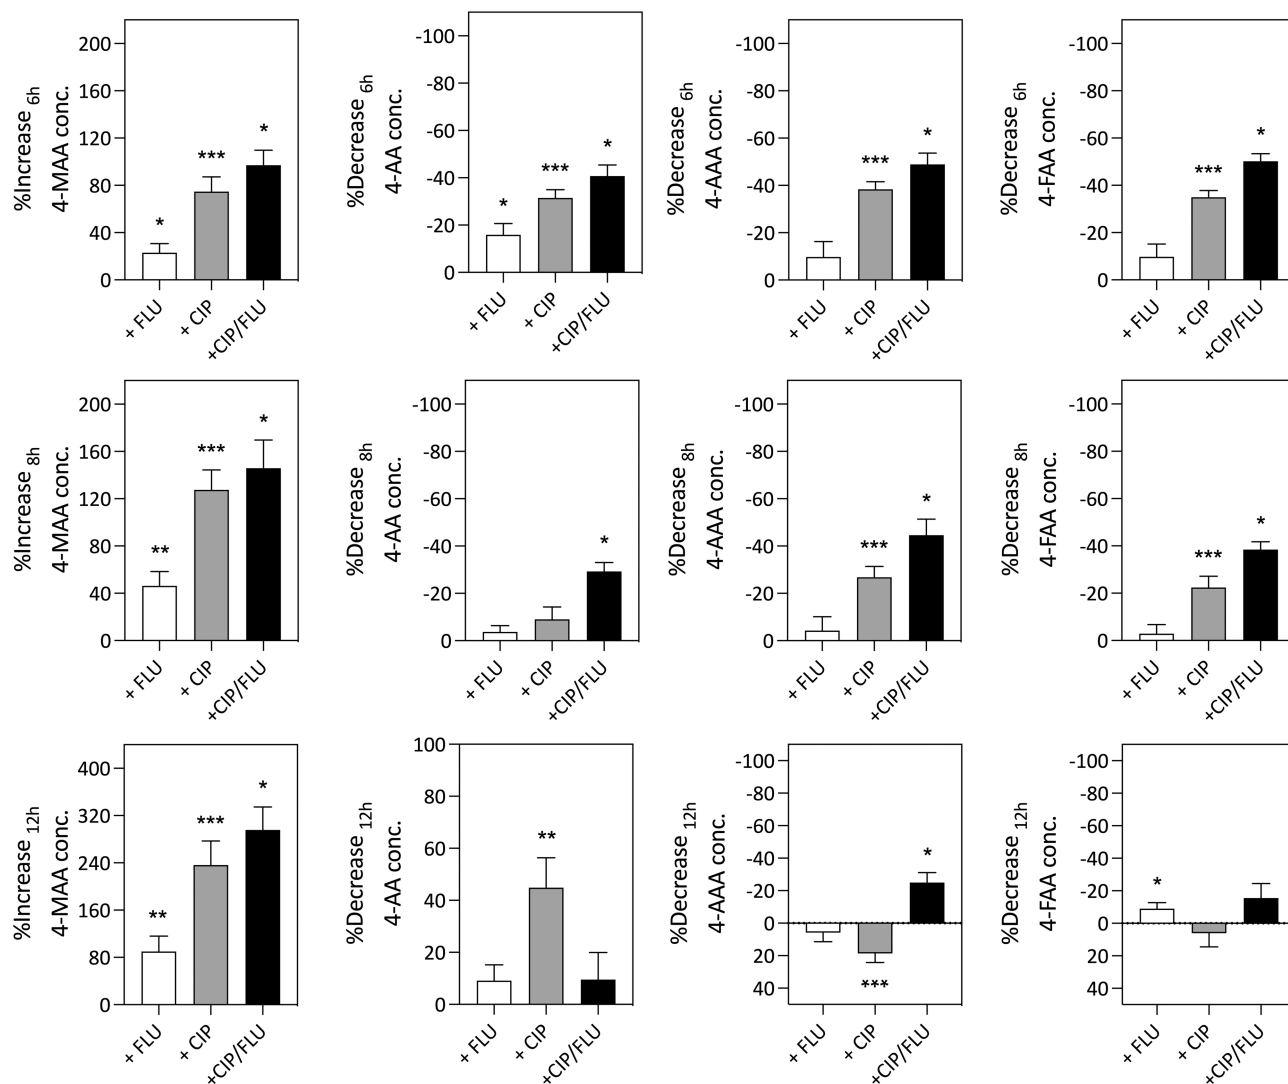 %Increase 6h
4-MAA conc.
200
160
120
80
40
0
*
***
*
+ FLU
+ CIP
+CIP/FLU
%Decrease 6h
4-AA conc.
-100
-80
-60
-40
-20
0
*
***
*
+ FLU
+ CIP
+CIP/FLU
%Decrease 6h
4-AAA conc.
-100
-80
-60
-40
-20
0
***
*
+ FLU
+ CIP
+CIP/FLU
%Decrease 6h
4-FAA conc.
-100
-80
-60
-40
-20
0
***
*
+ FLU
+ CIP
+CIP/FLU
%Increase 8h
4-MAA conc.
200
160
120
80
40
0
**
***
*
+ FLU
+ CIP
+CIP/FLU
%Decrease 8h
4-AA conc.
-100
-80
-60
-40
-20
0
*
+ FLU
+ CIP
+CIP/FLU
%Decrease 8h
4-AAA conc.
-100
-80
-60
-40
-20
0
***
*
+ FLU
+ CIP
+CIP/FLU
%Decrease 8h
4-FAA conc.
-100
-80
-60
-40
-20
0
***
*
+ FLU
+ CIP
+CIP/FLU
%Increase 12h
4-MAA conc.
400
320
240
160
80
0
**
***
*
+ FLU
+ CIP
+CIP/FLU
%Decrease 12h
4-AA conc.
100
80
60
40
20
0
**
+ FLU
+ CIP
+CIP/FLU
%Decrease 12h
4-AAA conc.
-100
-80
-60
-40
-20
0
20
40
***
*
+ FLU
+ CIP
+CIP/FLU
%Decrease 12h
4-FAA conc.
-100
-80
-60
-40
-20
0
20
40
*
+ FLU
+ CIP
+CIP/FLU